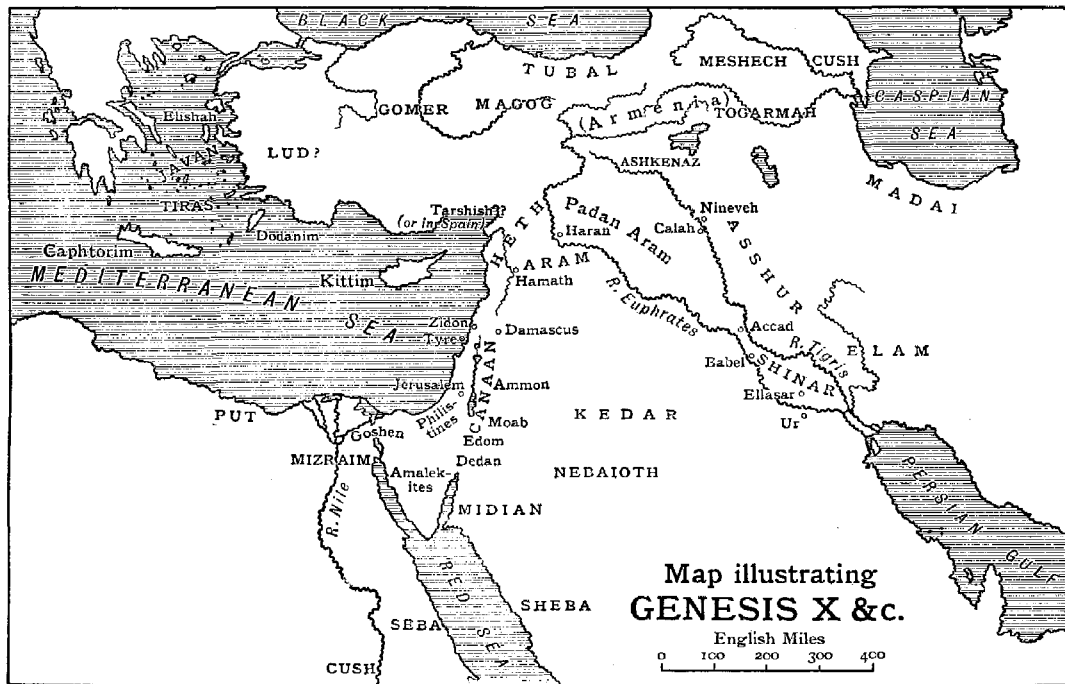 BLACK SEA
TUBAL
MESHECH
CUSH
CASPIAN SEA
GOMER
MAGOG
(Armenia)
TOGARMAH
Elishah
JAVAN
LUD?
ASHKENAZ
MADAI
TIRAS
Tarshish??
(or in Spain)
HETH
Padan Aram
Haran
Nineveh
Calah
ASSHUR
Dodanim
Caphtorim
Kittim
ARAM
Hamath
MEDITERRANEAN SEA
R. Euphrates
Zidon
Tyre
Damascus
Accad
R. Tigris
ELAM
Babel
SHINAR
Ellasar
Ur
Jerusalem
CANAAN
Ammon
PUT
Philis-
tines
Moab
KEDAR
Goshen
Edom
MIZRAIM
Dedan
Amalek-
ites
NEBAIOTH
R. Nile
MIDIAN
PERSIAN GULF
RED SEA
SHEBA
SEBA
CUSH
Map illustrating
GENESIS X &c.
English Miles
0 100 200 300 400